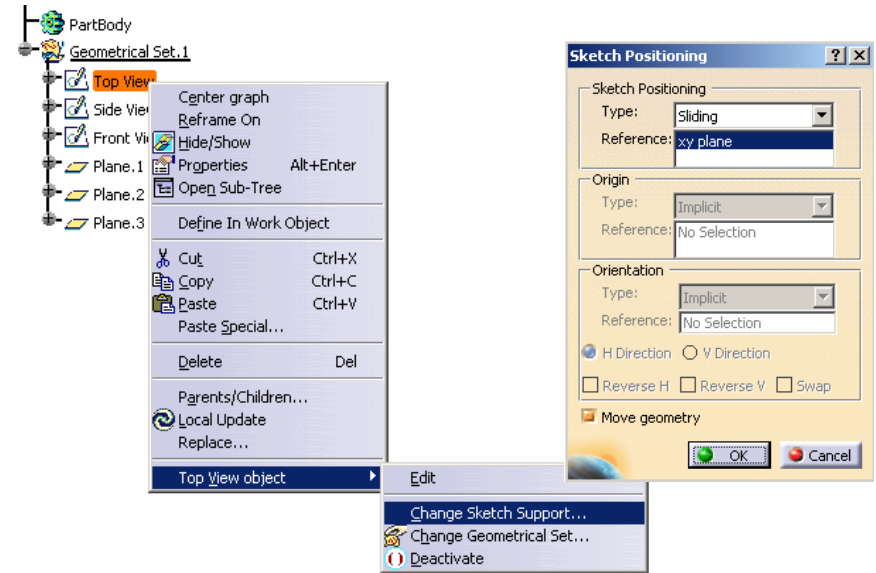 PartBody
Geometrical Set.1
Top View
Side Vie
Front Vi
Plane.1
Plane.2
Plane.3
Center graph
Reframe On
Hide/Show
Properties Alt+Enter
Open Sub-Tree
Define In Work Object
Cut Ctrl+X
Copy Ctrl+C
Paste Ctrl+V
Paste Special...
Delete Del
Parents/Children...
Local Update
Replace...
Top View object
Edit
Change Sketch Support...
Change Geometrical Set...
Deactivate
Sketch Positioning
Sketch Positioning
Type: Sliding
Reference: xy plane
Origin
Type: Implicit
Reference: No Selection
Orientation
Type: Implicit
Reference: No Selection
H Direction V Direction
Reverse H Reverse V Swap
Move geometry
OK Cancel